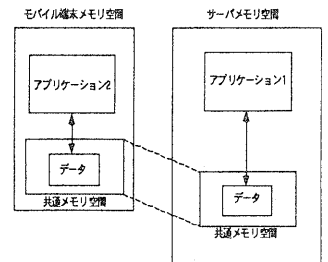 モバイル端末メモリ空間
アプリケーション2
データ
共通メモリ空間
サーバメモリ空間
アプリケーション1
データ
共通メモリ空間